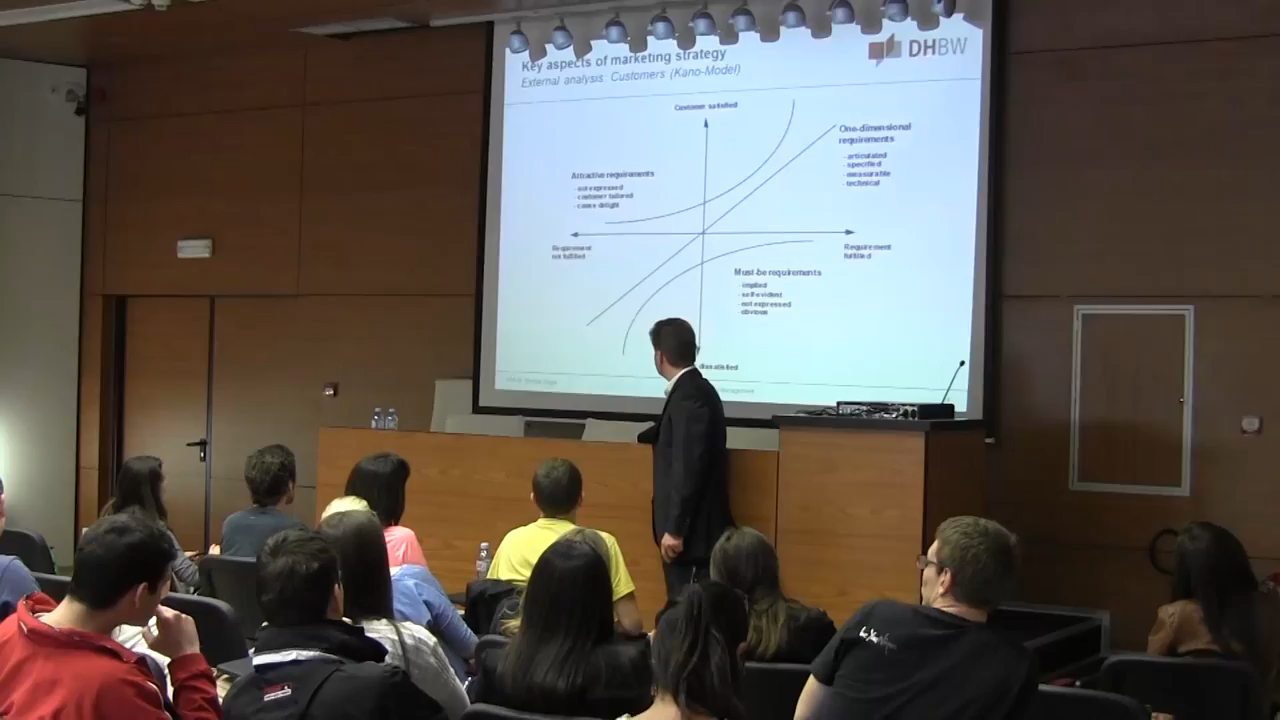 Key aspects of marketing strategy
External analysis: Customers (Kano-Model)
DHBW
Customer satisfied
One-dimensional
requirements
- articulated
- specified
- measurable
- technical
Attractive requirements
- not expressed
- customer tailored
- cause delight
Requirement
not fulfilled
Requirement
fulfilled
Must-be requirements
- implied
- self-evident
- not expressed
- obvious
dissatisfied